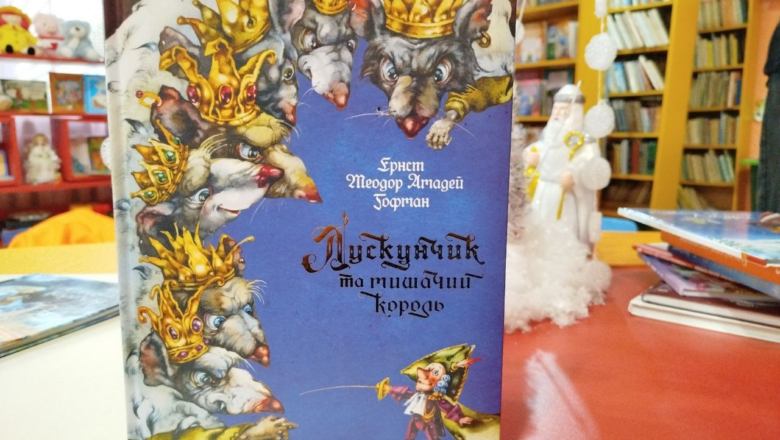 Ернст
Теодор Амадей
Гофман
Лускунчик
та мишачий
король